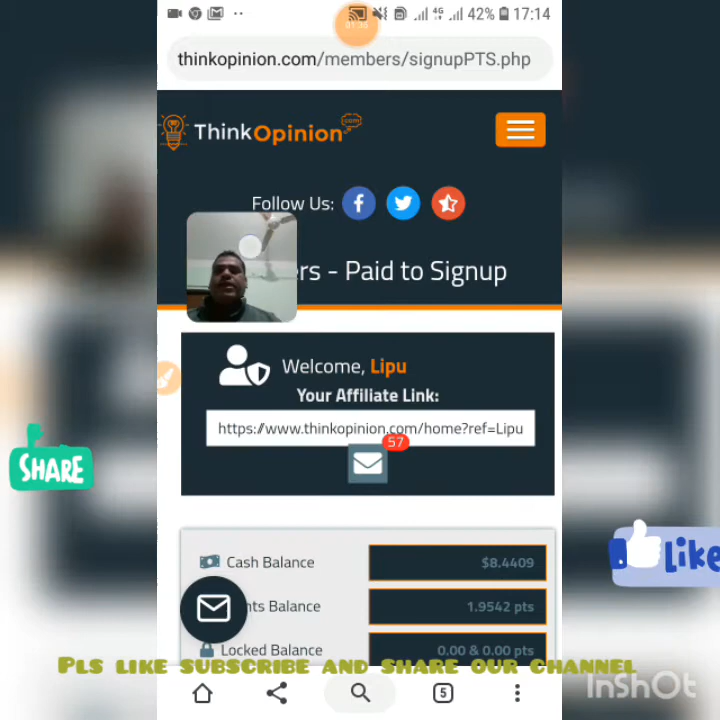 42% 17:14
thinkopinion.com/members/signupPTS.php
ThinkOpinion.com
Follow Us:
- Paid to Signup
Welcome, Lipu
Your Affiliate Link:
https://www.thinkopinion.com/home?ref=Lipu
57
Cash Balance $8.4409
Balance 1.9542 pts
Locked Balance 0.00 & 0.00 pts
SHARE
Like
Pls like subscribe and share our channel
5
InShOt